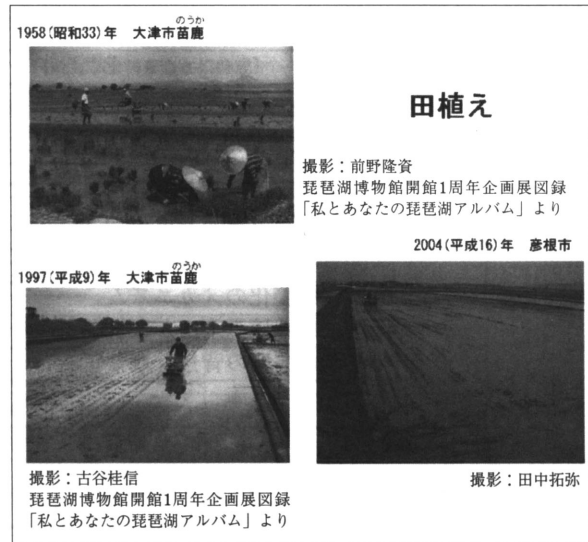 のうか
1958(昭和33)年 大津市苗鹿
田植え
撮影：前野隆資
琵琶湖博物館開館1周年企画展図録
「私とあなたの琵琶湖アルバム」より
2004(平成16)年 彦根市
のうか
1997(平成9)年 大津市苗鹿
撮影：古谷桂信
琵琶湖博物館開館1周年企画展図録
「私とあなたの琵琶湖アルバム」より
撮影：田中拓弥